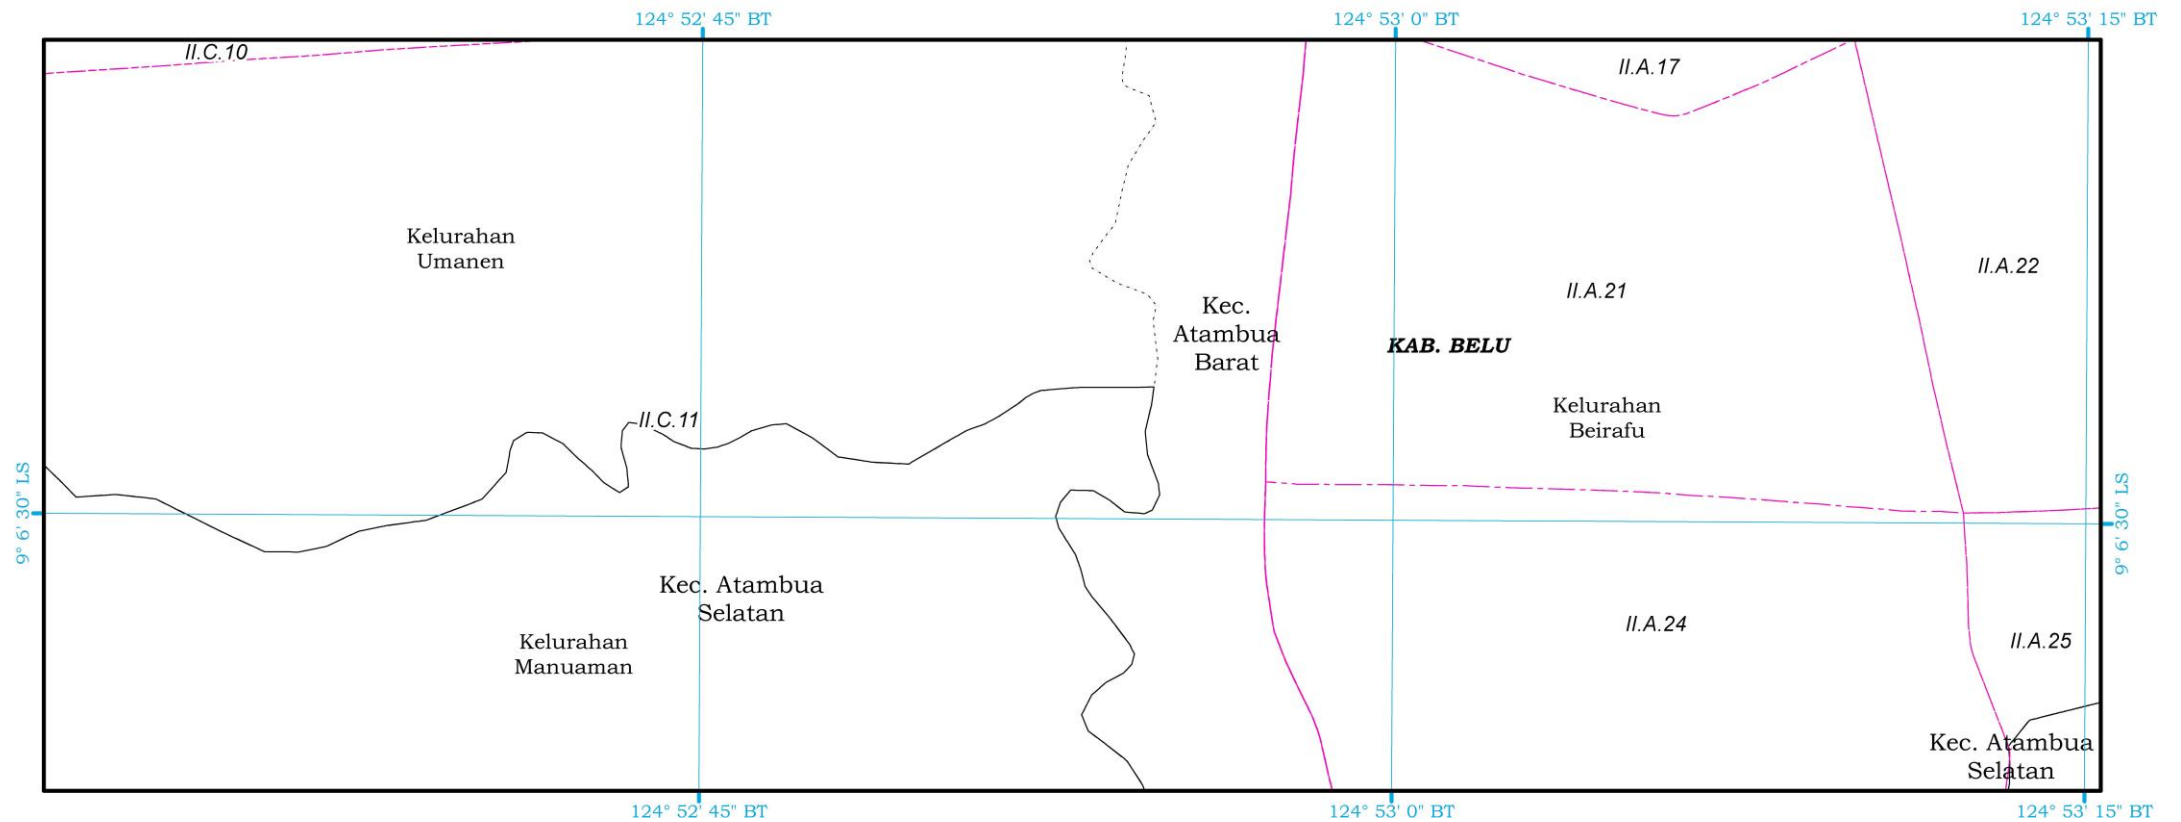 124° 52' 45" BT
124° 53' 0" BT
124° 53' 15" BT
II.C.10
II.A.17
Kelurahan
Umanen
II.A.22
II.A.21
Kec.
Atambua
Barat
KAB. BELU
Kelurahan
Beirafu
II.C.11
9° 6' 30" LS
9° 6' 30" LS
Kec. Atambua
Selatan
II.A.24
Kelurahan
Manuaman
II.A.25
Kec. Atambua
Selatan
124° 52' 45" BT
124° 53' 0" BT
124° 53' 15" BT